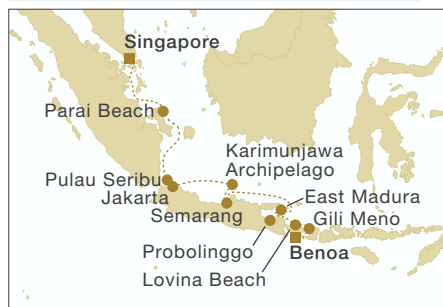 Singapore
Parai Beach
Karimunjawa
Archipelago
Pulau Seribu
Jakarta
East Madura
Semarang
Gili Meno
Probolinggo
Benoa
Lovina Beach